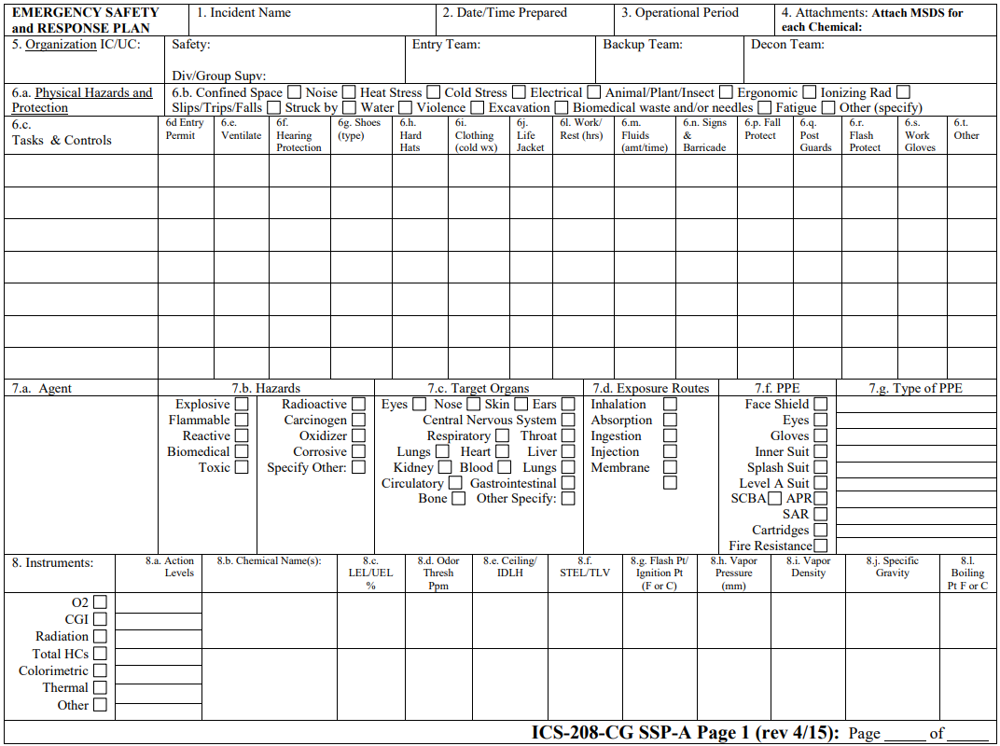 EMERGENCY SAFETY and RESPONSE PLAN
1. Incident Name
2. Date/Time Prepared
3. Operational Period
4. Attachments: Attach MSDS for each Chemical:
5. Organization IC/UC:
Safety:
Div/Group Supv:
Entry Team:
Backup Team:
Decon Team:
6.a. Physical Hazards and Protection
6.b. Confined Space Noise Heat Stress Cold Stress Electrical Animal/Plant/Insect Ergonomic Ionizing Rad
Slips/Trips/Falls Struck by Water Violence Excavation Biomedical waste and/or needles Fatigue Other (specify)
6.c. Tasks & Controls
6d Entry Permit
6.e. Ventilate
6f. Hearing Protection
6g. Shoes (type)
6.h. Hard Hats
6i. Clothing (cold wx)
6j. Life Jacket
6l. Work/ Rest (hrs)
6.m. Fluids (amt/time)
6.n. Signs & Barricade
6.p. Fall Protect
6.q. Post Guards
6.r. Flash Protect
6.s. Work Gloves
6.t. Other
7.a. Agent
7.b. Hazards
7.c. Target Organs
7.d. Exposure Routes
7.f. PPE
7.g. Type of PPE
Explosive Radioactive
Flammable Carcinogen
Reactive Oxidizer
Biomedical Corrosive
Toxic Specify Other:
Eyes Nose Skin Ears
Central Nervous System
Respiratory Throat
Lungs Heart Liver
Kidney Blood Lungs
Circulatory Gastrointestinal
Bone Other Specify:
Inhalation
Absorption
Ingestion
Injection
Membrane
Face Shield
Eyes
Gloves
Inner Suit
Splash Suit
Level A Suit
SCBA APR
SAR
Cartridges
Fire Resistance
8. Instruments:
8.a. Action Levels
8.b. Chemical Name(s):
8.c. LEL/UEL %
8.d. Odor Thresh Ppm
8.e. Ceiling/ IDLH
8.f. STEL/TLV
8.g. Flash Pt/ Ignition Pt (F or C)
8.h. Vapor Pressure (mm)
8.i. Vapor Density
8.j. Specific Gravity
8.l. Boiling Pt F or C
O2
CGI
Radiation
Total HCs
Colorimetric
Thermal
Other
ICS-208-CG SSP-A Page 1 (rev 4/15): Page _____ of _____